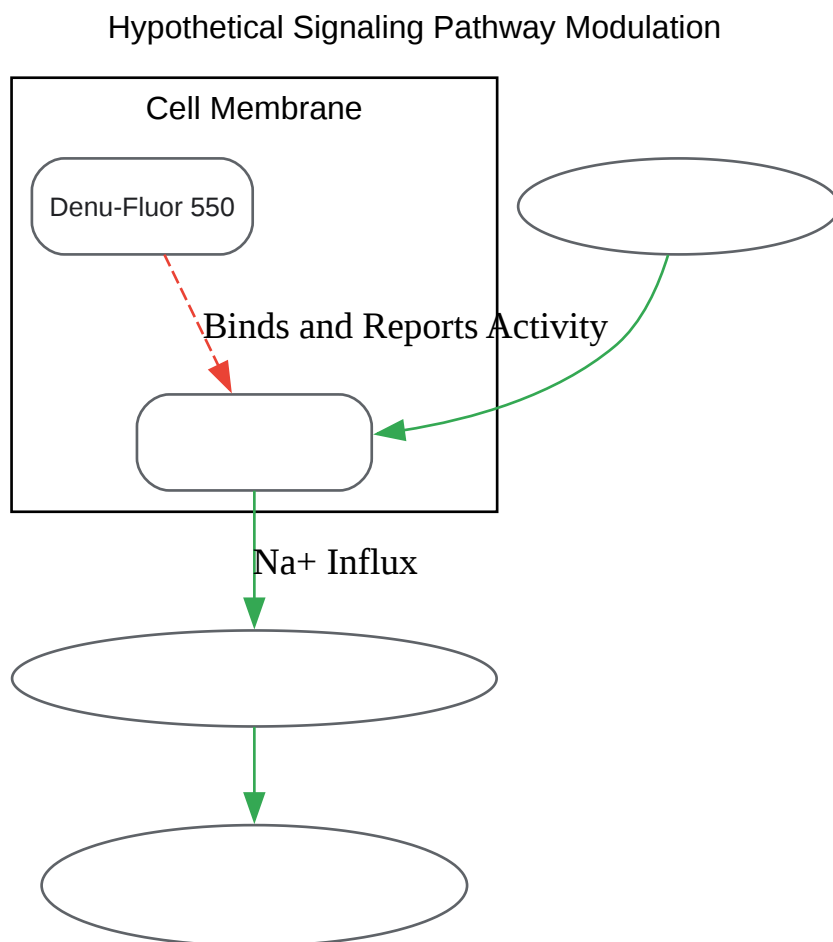 Hypothetical Signaling Pathway Modulation
Cell Membrane
Denu-Fluor 550
Binds and Reports Activity
Na+ Influx